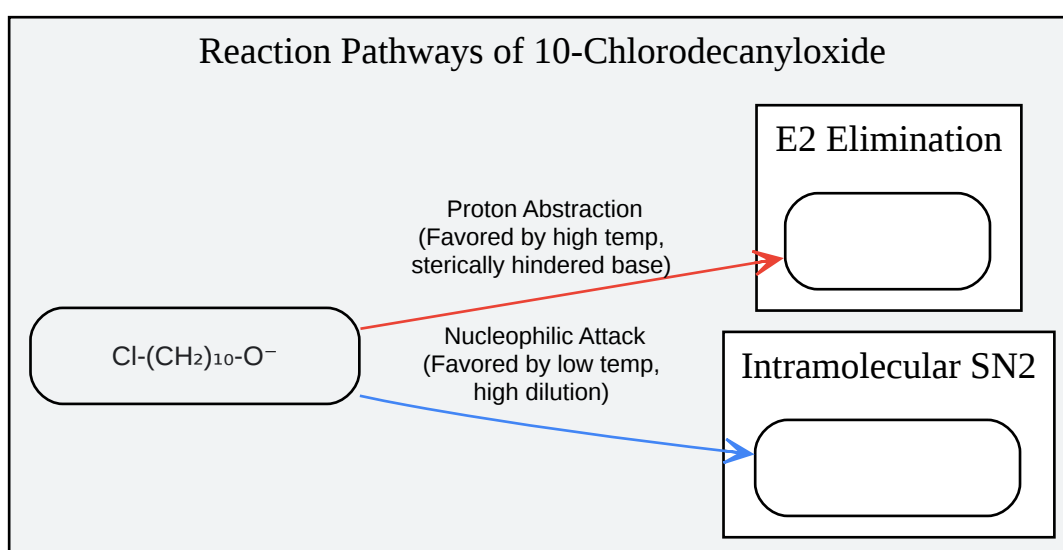 Reaction Pathways of 10-Chlorodecanyloxide
E2 Elimination
Proton Abstraction
(Favored by high temp,
sterically hindered base)
Cl-(CH₂)₁₀-O⁻
Nucleophilic Attack
(Favored by low temp,
high dilution)
Intramolecular SN2